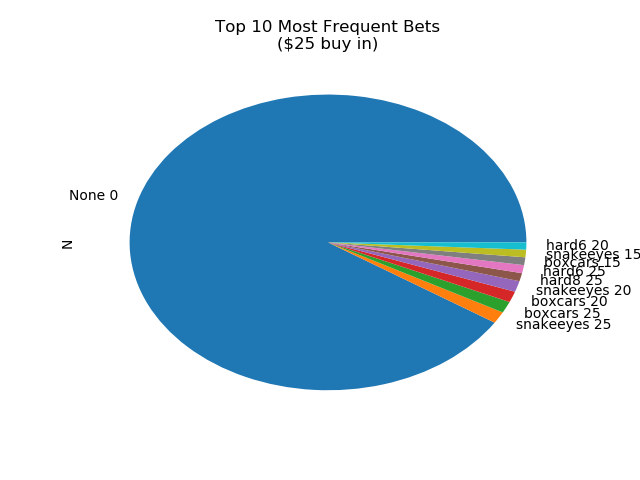 Top 10 Most Frequent Bets
($25 buy in)
None 0
N
hard6 20
snakeeyes 15
boxcars 15
hard6 25
hard8 25
snakeeyes 20
boxcars 20
boxcars 25
snakeeyes 25